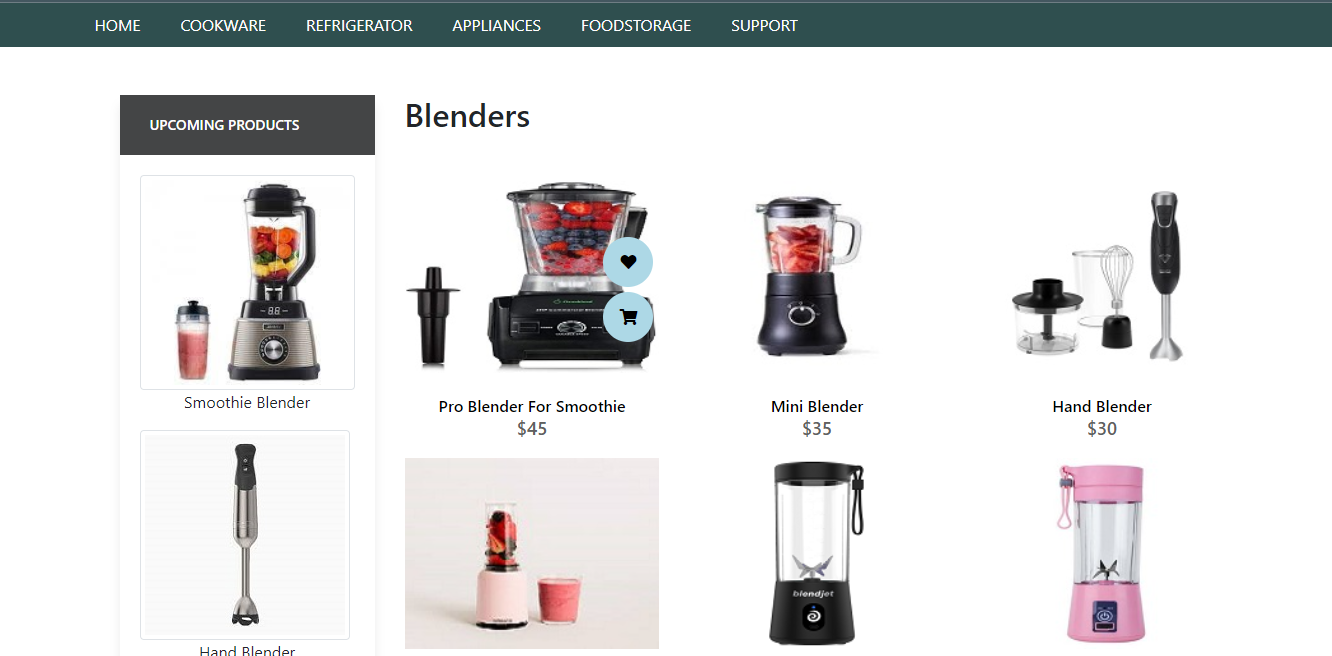 HOME COOKWARE REFRIGERATOR APPLIANCES FOODSTORAGE SUPPORT
UPCOMING PRODUCTS
Blenders
Smoothie Blender
Pro Blender For Smoothie
$45
Mini Blender
$35
Hand Blender
$30
Hand Blender
blendjet